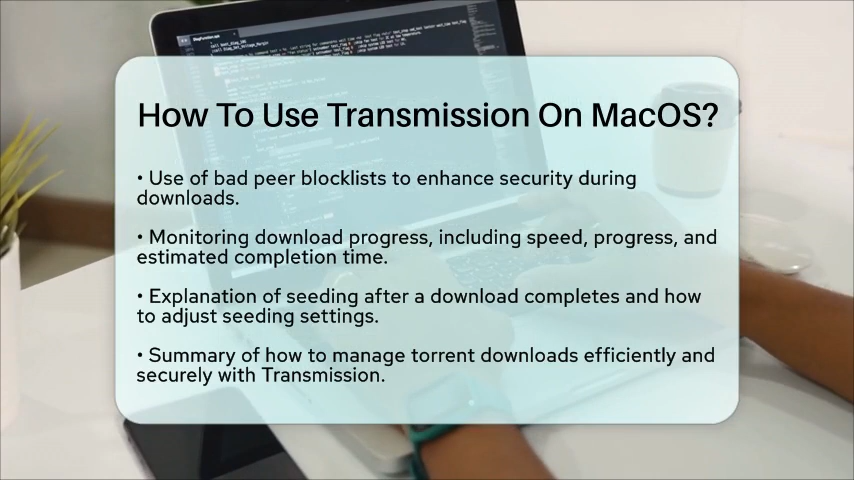 How To Use Transmission On MacOS?
• Use of bad peer blocklists to enhance security during
downloads.
• Monitoring download progress, including speed, progress, and
estimated completion time.
• Explanation of seeding after a download completes and how
to adjust seeding settings.
• Summary of how to manage torrent downloads efficiently and
securely with Transmission.